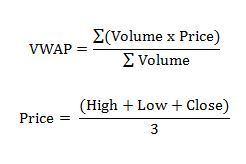 VWAP = ∑(Volume x Price) / ∑ Volume
Price = (High + Low + Close) / 3